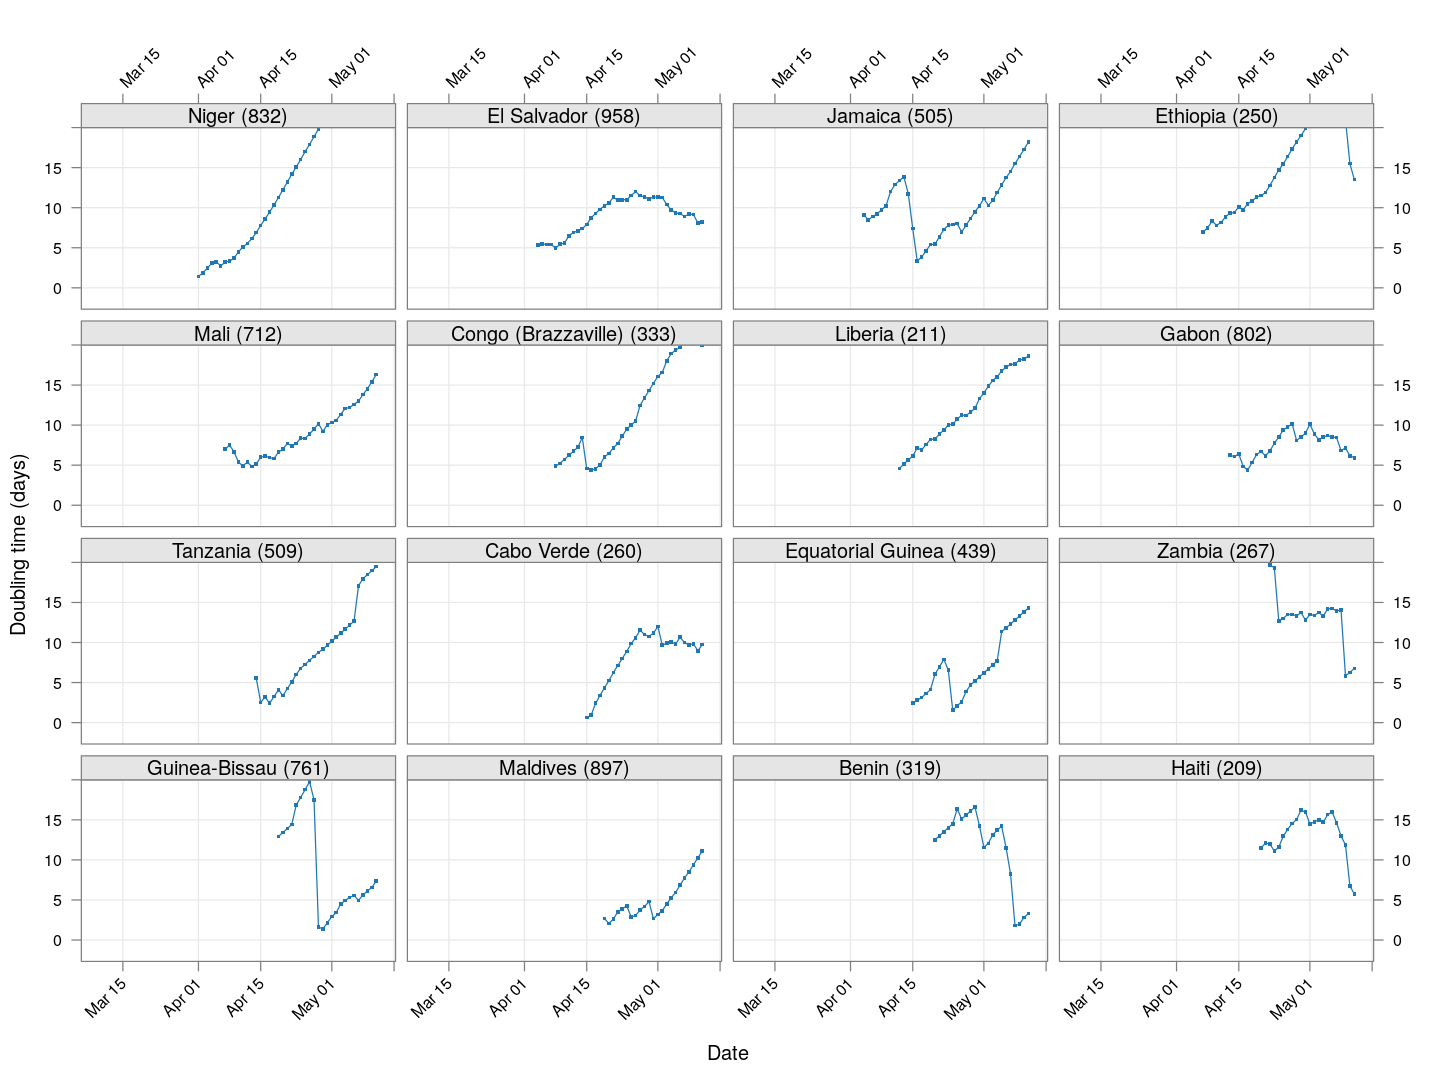 Mar 15 Apr 01 Apr 15 May 01 Mar 15 Apr 01 Apr 15 May 01 Mar 15 Apr 01 Apr 15 May 01 Mar 15 Apr 01 Apr 15 May 01
Niger (832) El Salvador (958) Jamaica (505) Ethiopia (250)
15 15
10 10
5 5
0 0
Mali (712) Congo (Brazzaville) (333) Liberia (211) Gabon (802)
15 15
10 10
5 5
0 0
Doubling time (days)
Tanzania (509) Cabo Verde (260) Equatorial Guinea (439) Zambia (267)
15 15
10 10
5 5
0 0
Guinea-Bissau (761) Maldives (897) Benin (319) Haiti (209)
15 15
10 10
5 5
0 0
Mar 15 Apr 01 Apr 15 May 01 Mar 15 Apr 01 Apr 15 May 01 Mar 15 Apr 01 Apr 15 May 01 Mar 15 Apr 01 Apr 15 May 01
Date